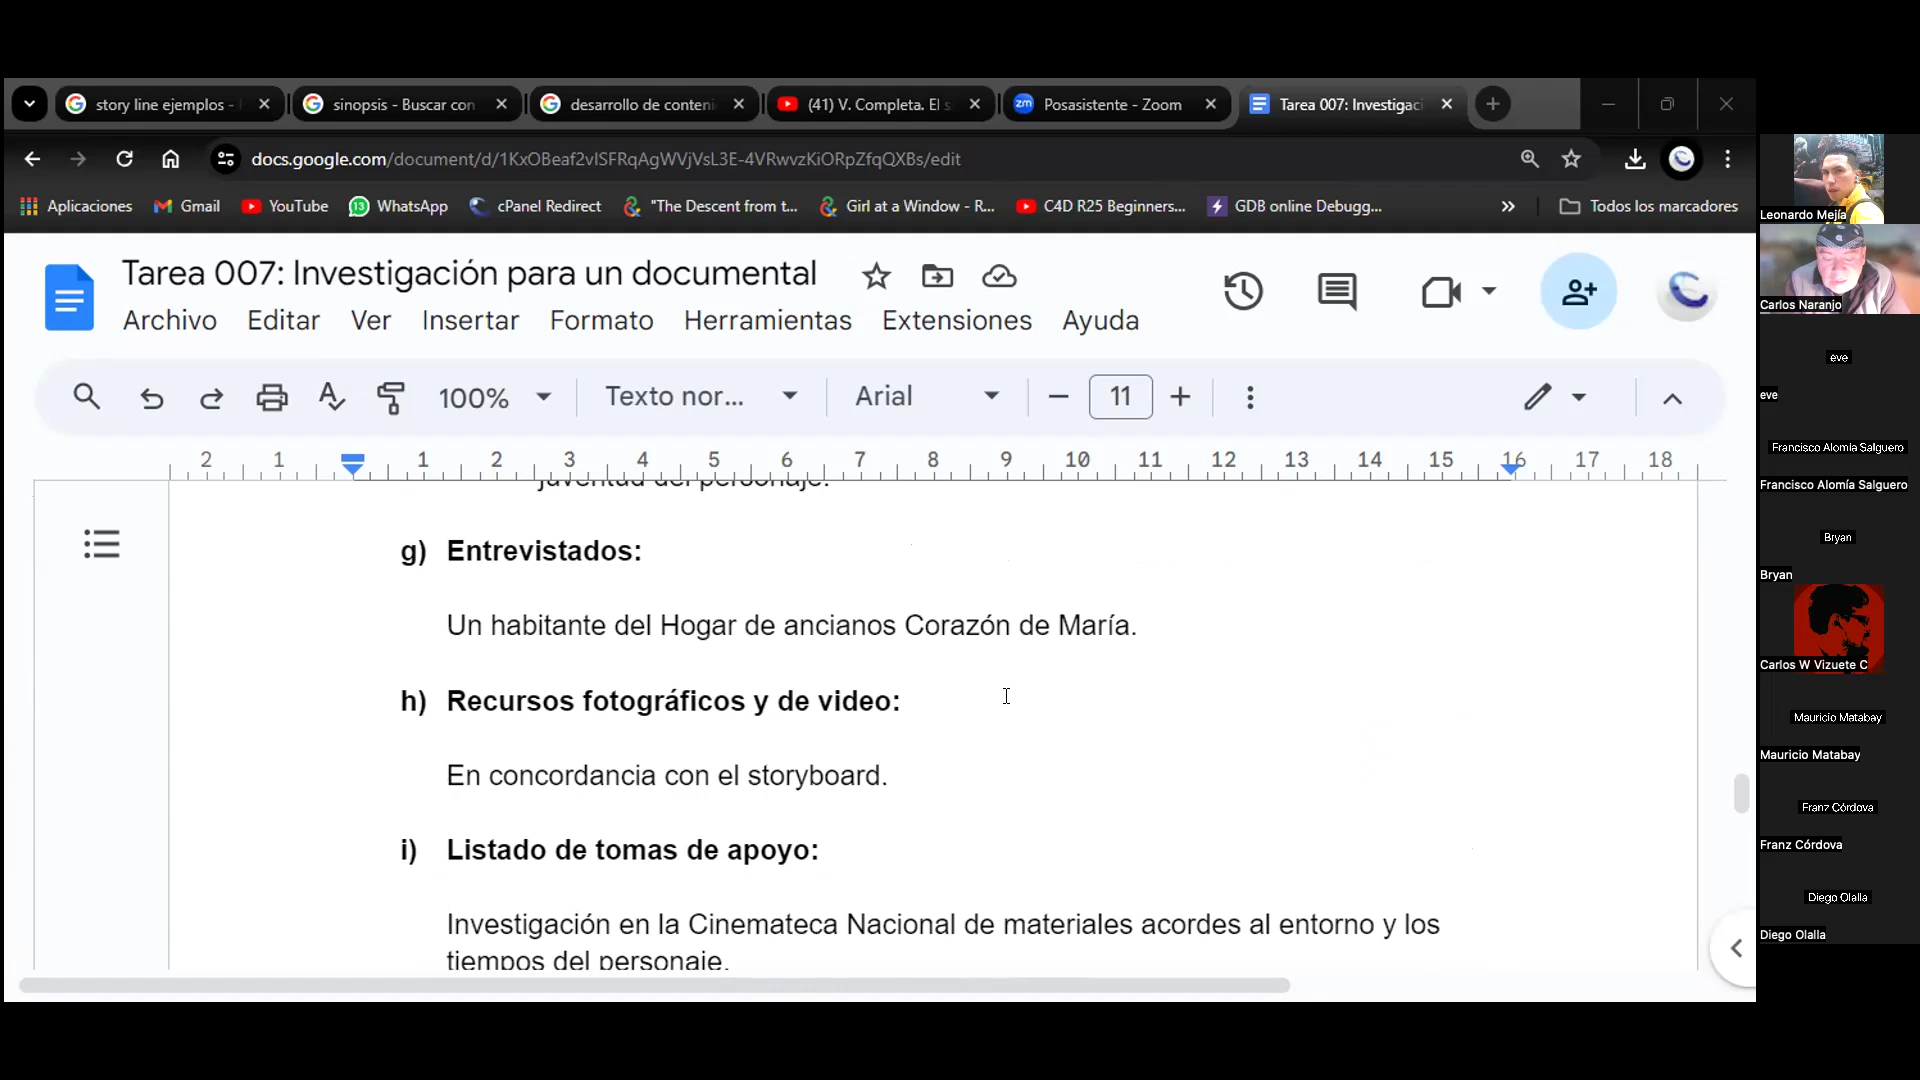 story line ejemplos -
sinopsis - Buscar con
desarrollo de conteni
(41) V. Completa. El s
zm
Posasistente - Zoom
Tarea 007: Investigaci
docs.google.com/document/d/1KxOBeaf2vISFRqAgWVjVsL3E-4VRwvzKiORpZfqQXBs/edit
Aplicaciones
Gmail
YouTube
13
WhatsApp
cPanel Redirect
"The Descent from t...
Girl at a Window - R...
C4D R25 Beginners...
GDB online Debugg...
Todos los marcadores
Tarea 007: Investigación para un documental
Archivo Editar Ver Insertar Formato Herramientas Extensiones Ayuda
100% Texto nor... Arial 11
2 1 1 2 3 4 5 6 7 8 9 10 11 12 13 14 15 16 17 18
juventud del personaje.
g) Entrevistados:
Un habitante del Hogar de ancianos Corazón de María.
h) Recursos fotográficos y de video:
En concordancia con el storyboard.
i) Listado de tomas de apoyo:
Investigación en la Cinemateca Nacional de materiales acordes al entorno y los
tiempos del personaje.
Leonardo Mejía
Carlos Naranjo
eve
eve
Francisco Alomía Salguero
Francisco Alomía Salguero
Bryan
Bryan
Carlos W Vizuete C
Mauricio Matabay
Mauricio Matabay
Franz Córdova
Franz Córdova
Diego Olalla
Diego Olalla